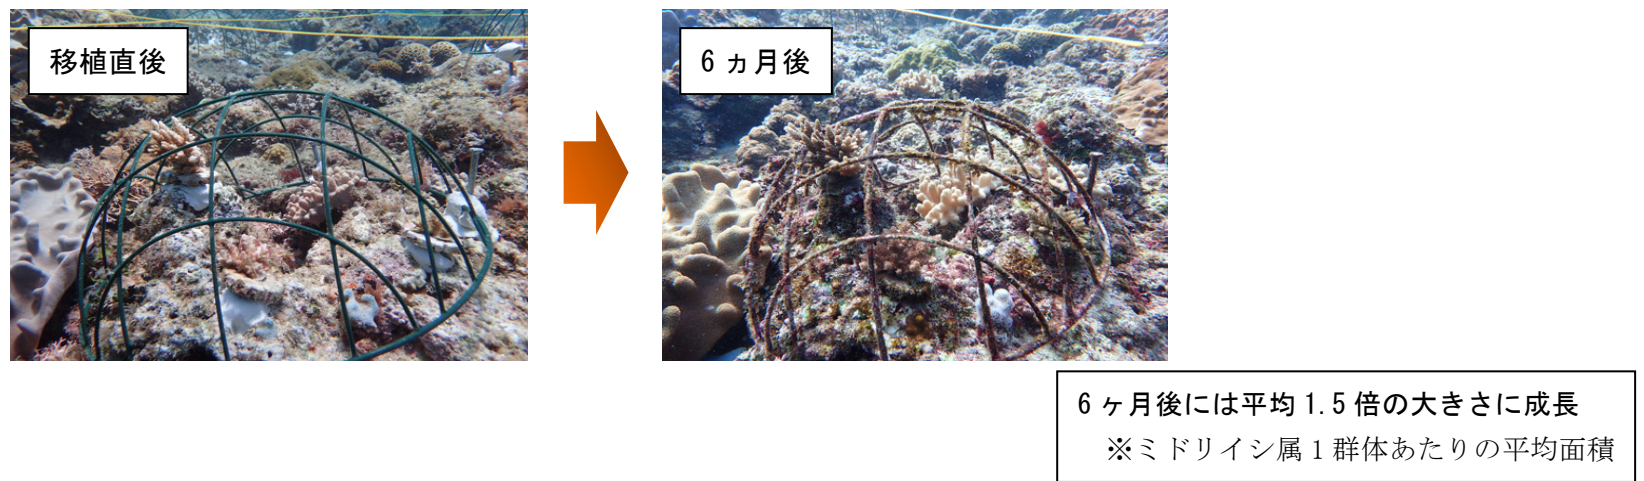 移植直後
6ヵ月後
6ヶ月後には平均1.5倍の大きさに成長
※ミドリイシ属1群体あたりの平均面積